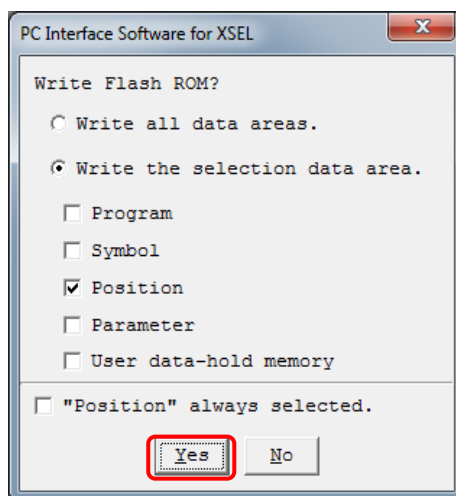 PC Interface Software for XSEL
Write Flash ROM?
Write all data areas.
Write the selection data area.
Program
Symbol
Position
Parameter
User data-hold memory
"Position" always selected.
Yes No